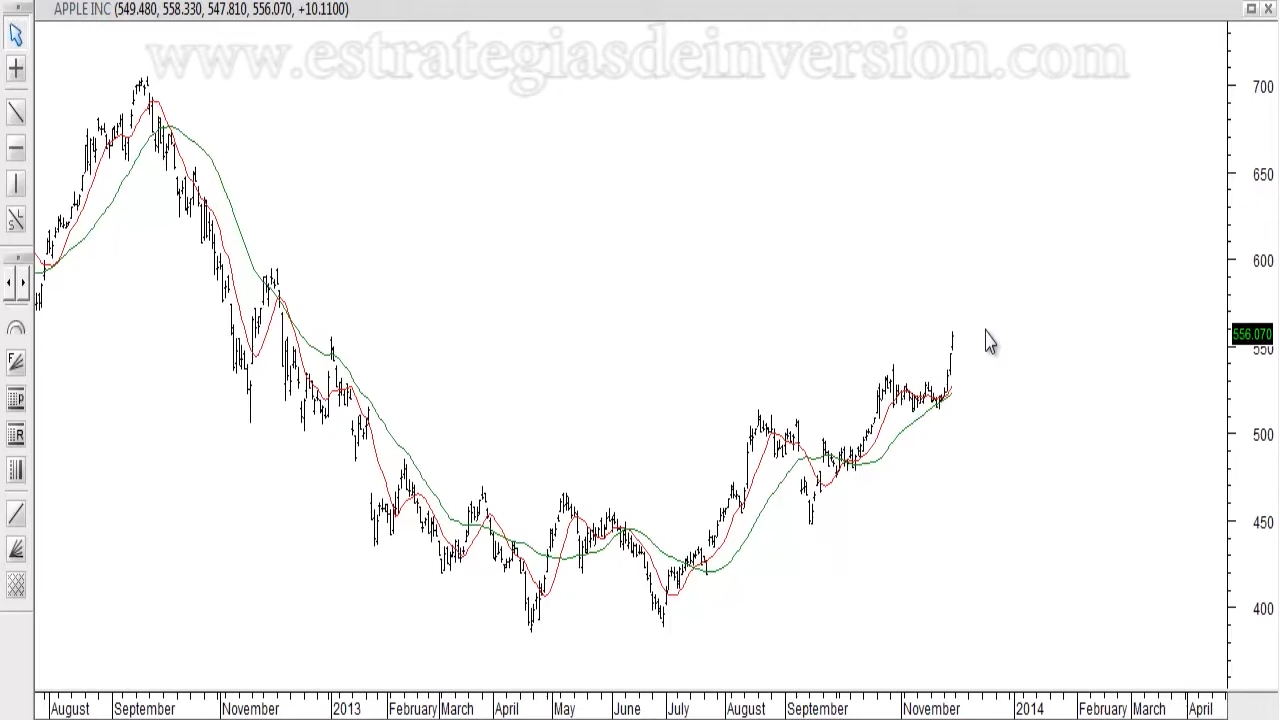 APPLE INC (549.480, 558.330, 547.810, 556.070, +10.1100)
www.estrategiasdeinversion.com
700
650
600
556.070
550
500
450
400
L
S
F
P
R
August September November 2013 February March April May June July August September November 2014 February March April